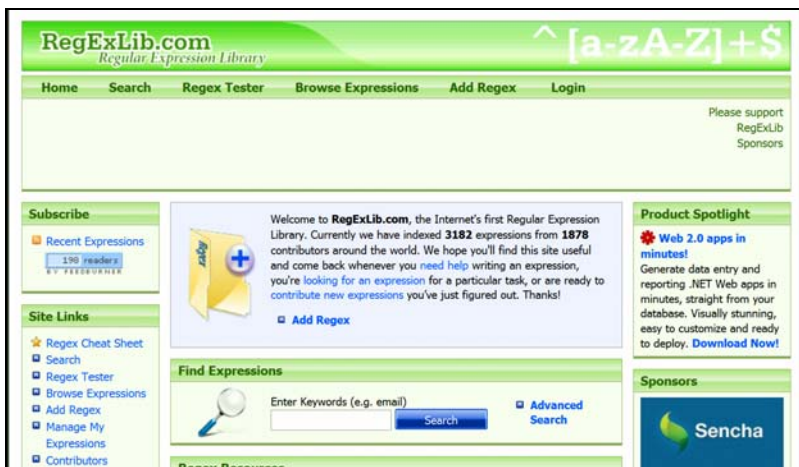 RegExLib.com
Regular Expression Library
^[a-zA-Z]+$
Home Search Regex Tester Browse Expressions Add Regex Login
Please support
RegExLib
Sponsors
Subscribe
Recent Expressions
198 readers
BY FEEDBURNER
Site Links
Regex Cheat Sheet
Search
Regex Tester
Browse Expressions
Add Regex
Manage My
Expressions
Contributors
Regex
Welcome to RegExLib.com, the Internet's first Regular Expression
Library. Currently we have indexed 3182 expressions from 1878
contributors around the world. We hope you'll find this site useful
and come back whenever you need help writing an expression,
you're looking for an expression for a particular task, or are ready to
contribute new expressions you've just figured out. Thanks!
Add Regex
Find Expressions
Enter Keywords (e.g. email)
Search
Advanced
Search
Regex Resources
Product Spotlight
Web 2.0 apps in
minutes!
Generate data entry and
reporting .NET Web apps in
minutes, straight from your
database. Visually stunning,
easy to customize and ready
to deploy. Download Now!
Sponsors
Sencha